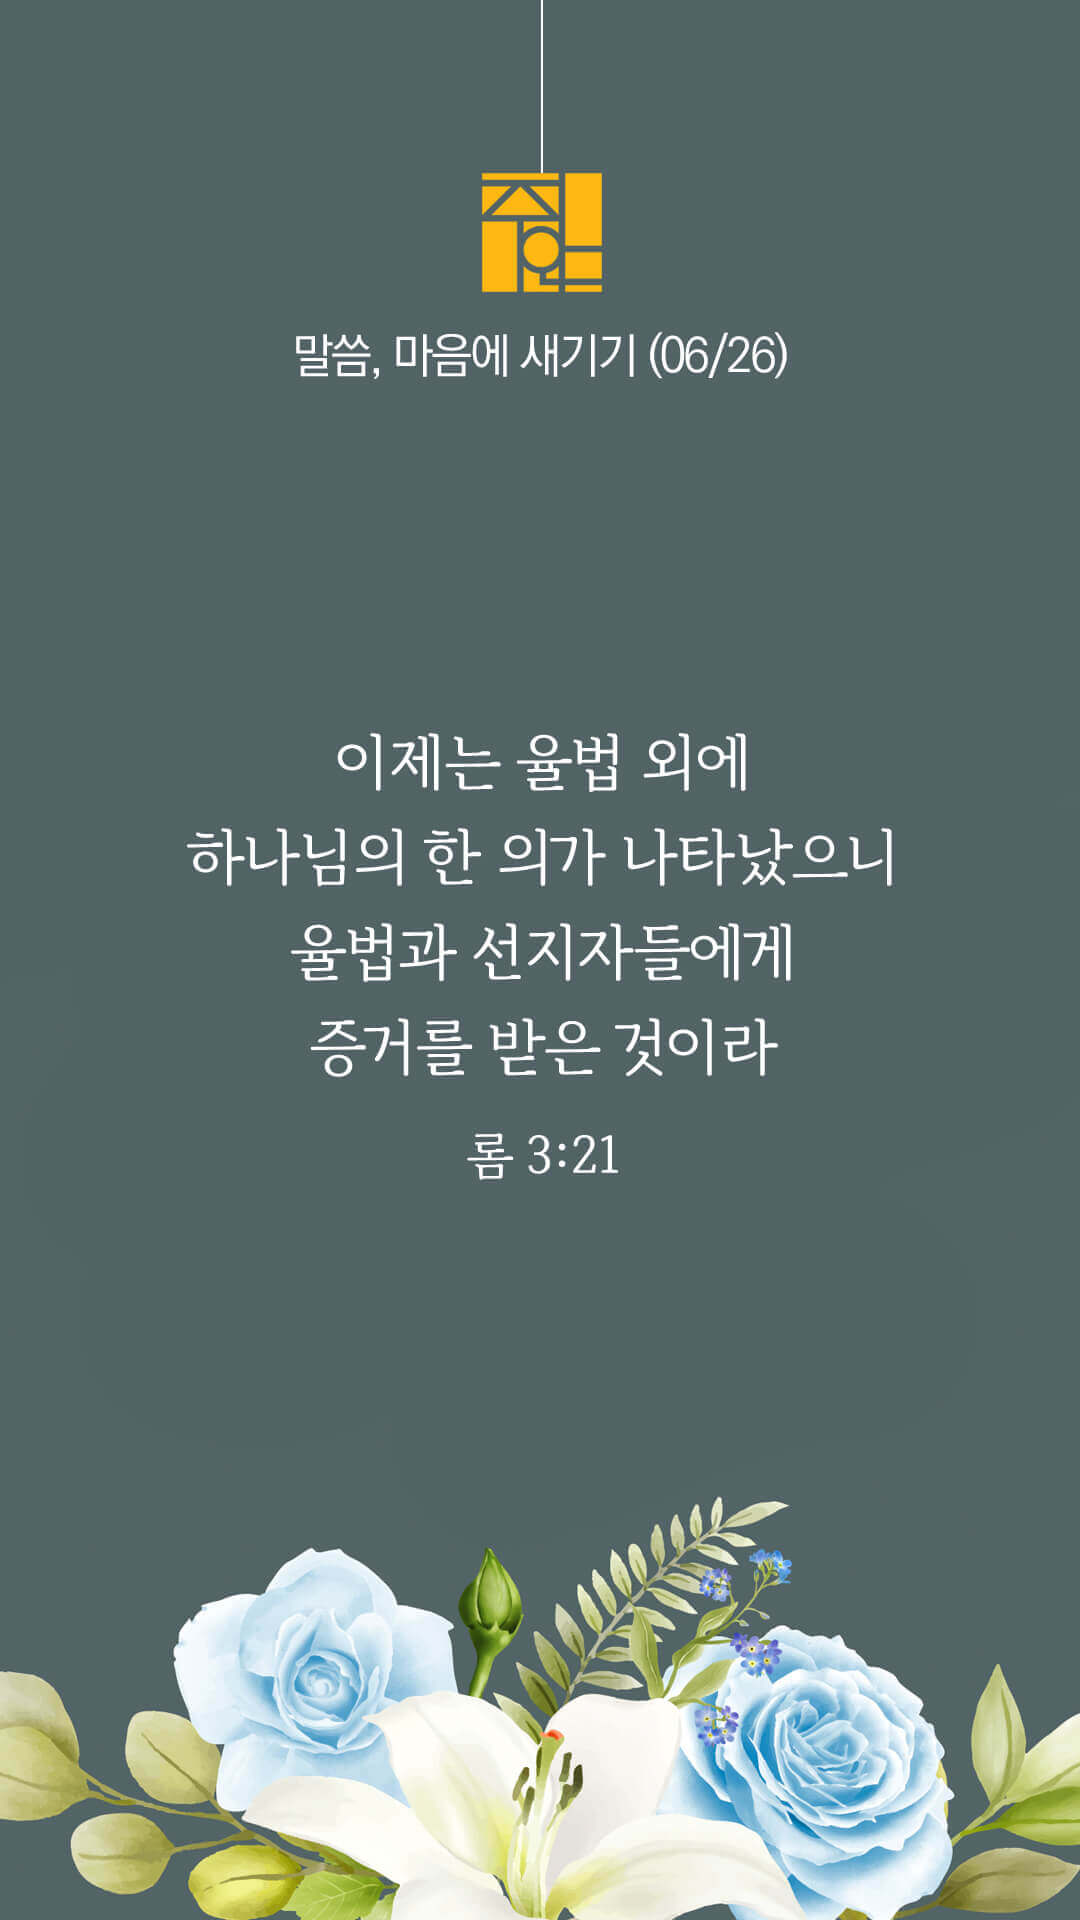 말씀, 마음에 새기기 (06/26)
이제는 율법 외에
하나님의 한 의가 나타났으니
율법과 선지자들에게
증거를 받은 것이라
롬 3:21